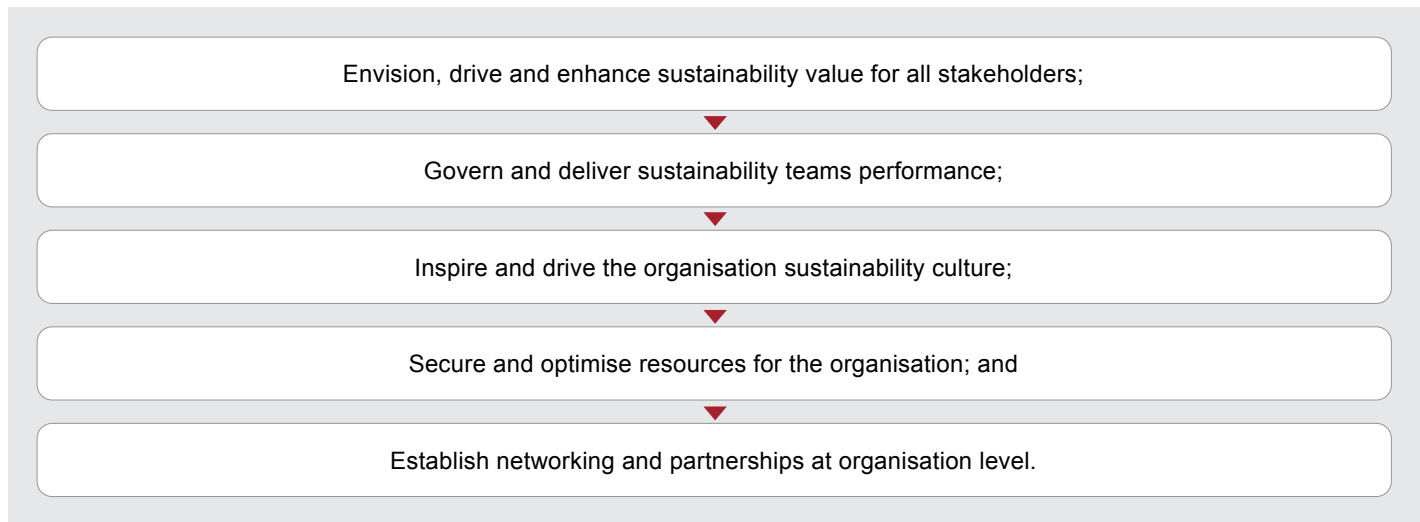 Envision, drive and enhance sustainability value for all stakeholders;
Govern and deliver sustainability teams performance;
Inspire and drive the organisation sustainability culture;
Secure and optimise resources for the organisation; and
Establish networking and partnerships at organisation level.